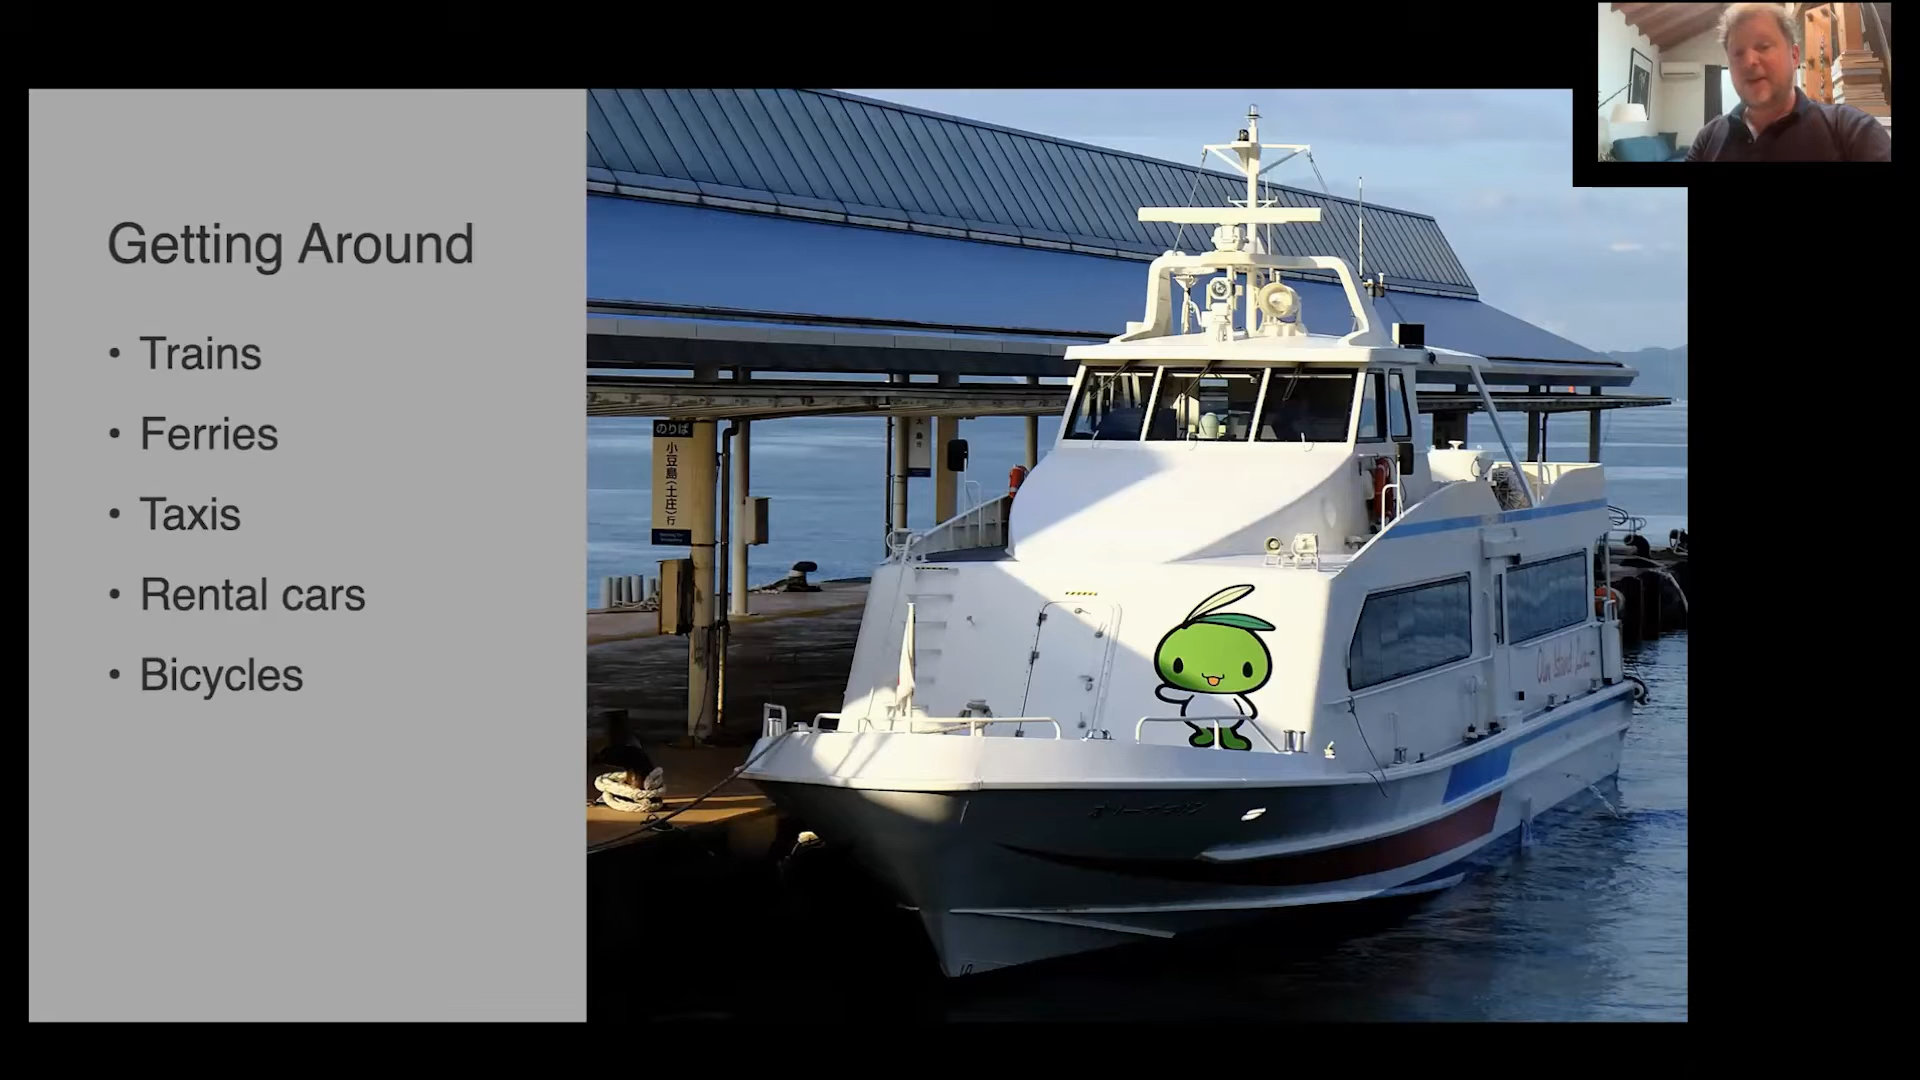 Getting Around
• Trains
• Ferries
• Taxis
• Rental cars
• Bicycles
のりば
小豆島(土庄)行